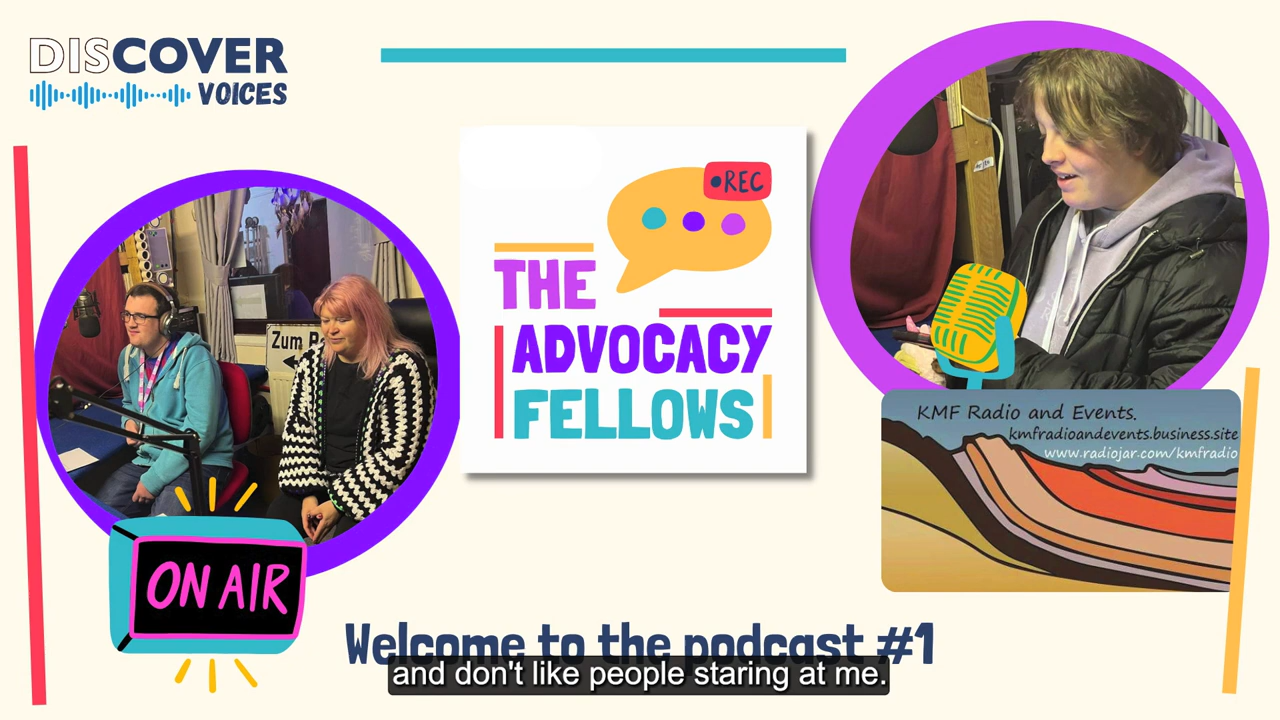 DISCOVER
VOICES
REC
THE
ADVOCACY
FELLOWS
Zum
KMF Radio and Events.
kmfradioandevents.business.site
www.radiojar.com/kmfradio
ON AIR
Welcome to the podcast #1
and don't like people staring at me.